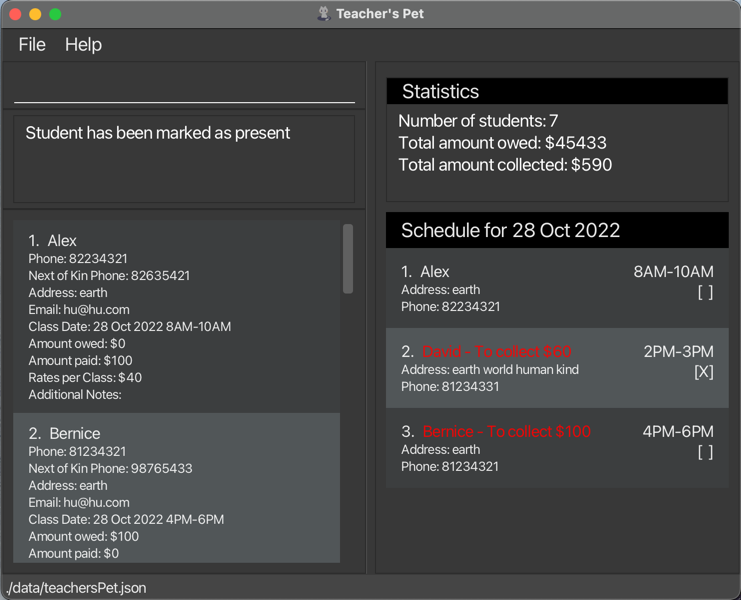 Teacher's Pet
File Help
Student has been marked as present
1. Alex
Phone: 82234321
Next of Kin Phone: 82635421
Address: earth
Email: hu@hu.com
Class Date: 28 Oct 2022 8AM-10AM
Amount owed: $0
Amount paid: $100
Rates per Class: $40
Additional Notes:
2. Bernice
Phone: 81234321
Next of Kin Phone: 98765433
Address: earth
Email: hu@hu.com
Class Date: 28 Oct 2022 4PM-6PM
Amount owed: $100
Amount paid: $0
Statistics
Number of students: 7
Total amount owed: $45433
Total amount collected: $590
Schedule for 28 Oct 2022
1. Alex 8AM-10AM
Address: earth [ ]
Phone: 82234321
2. David - To collect $60 2PM-3PM
Address: earth world human kind [X]
Phone: 81234331
3. Bernice - To collect $100 4PM-6PM
Address: earth [ ]
Phone: 81234321
./data/teachersPet.json